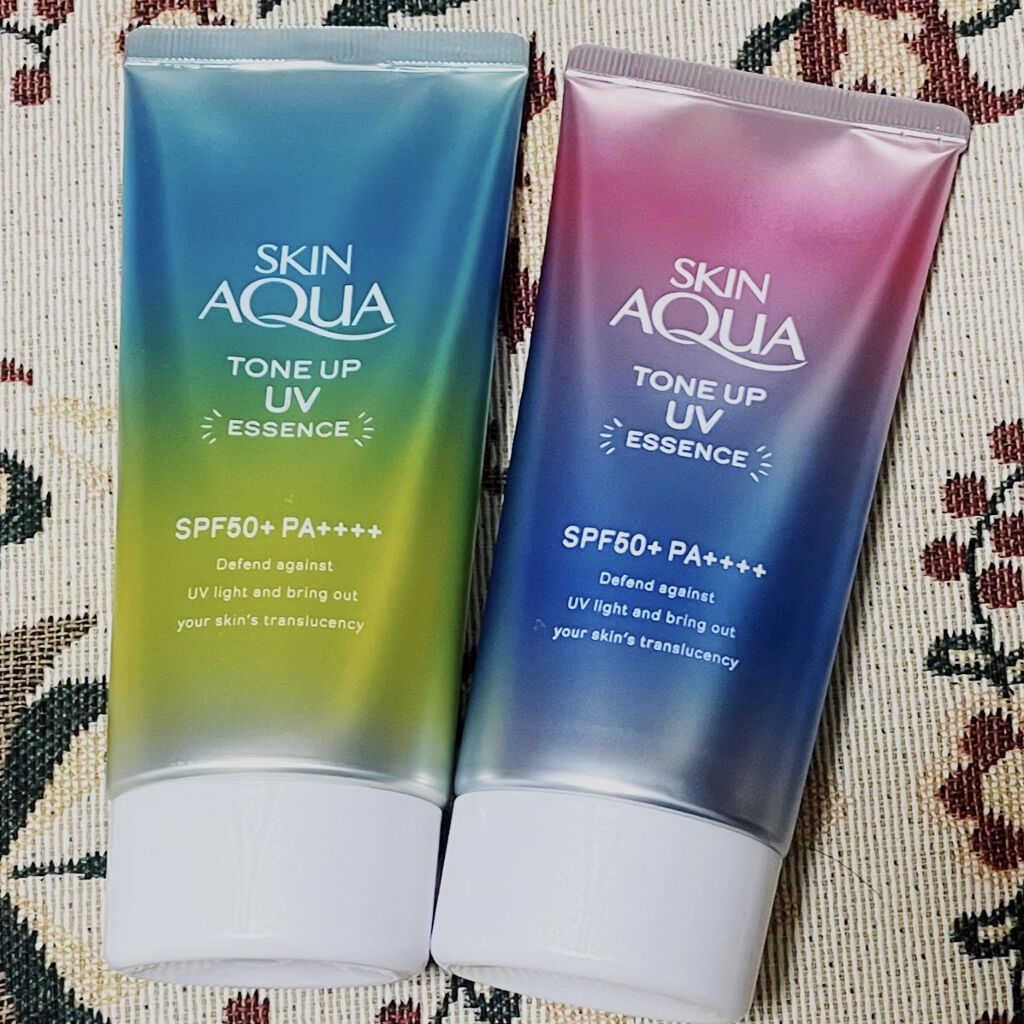 SKIN
AQUA
TONE UP
UV
ESSENCE
SPF50+ PA++++
Defend against
UV light and bring out
your skin's translucency
SKIN
AQUA
TONE UP
UV
ESSENCE
SPF50+ PA++++
Defend against
UV light and bring out
your skin's translucency